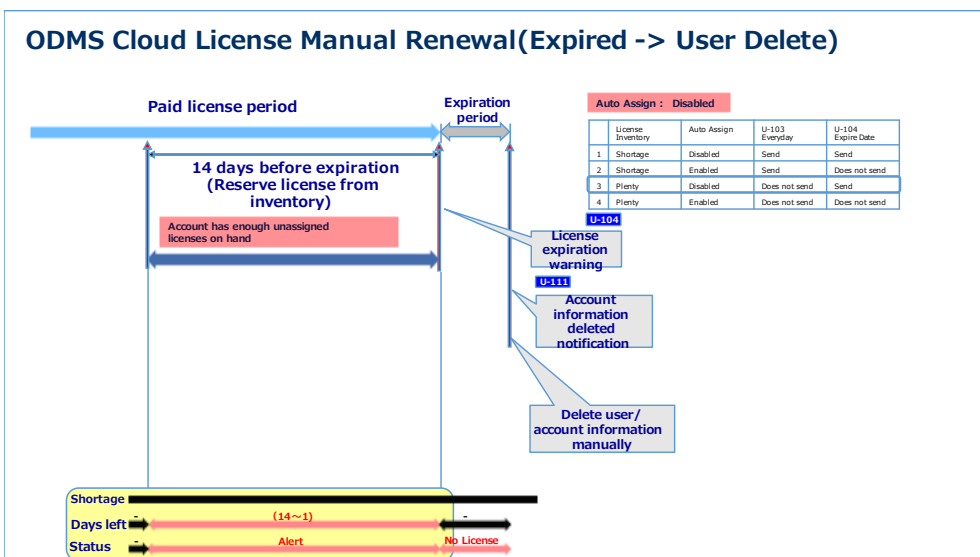 ODMS Cloud License Manual Renewal(Expired -> User Delete)
Paid license period
Expiration
period
Auto Assign : Disabled
License Inventory Auto Assign U-103 Everyday U-104 Expire Date
1 Shortage Disabled Send Send
2 Shortage Enabled Send Does not send
3 Plenty Disabled Does not send Send
4 Plenty Enabled Does not send Does not send
14 days before expiration
(Reserve license from
inventory)
Account has enough unassigned
licenses on hand
U-104
License
expiration
warning
U-111
Account
information
deleted
notification
Delete user/
account information
manually
Shortage
Days left - (14～1) -
Status - Alert No License